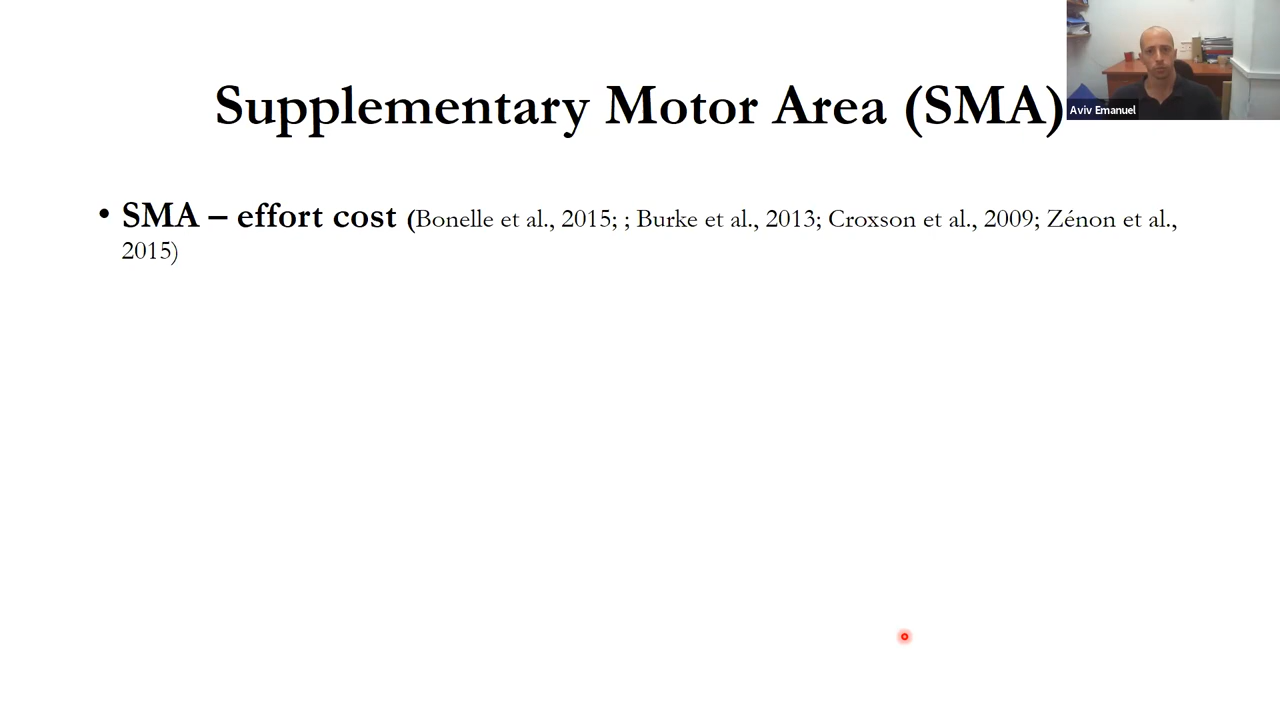 Supplementary Motor Area (SMA)
Aviv Emanuel
• SMA – effort cost (Bonelle et al., 2015; ; Burke et al., 2013; Croxson et al., 2009; Zénon et al.,
2015)